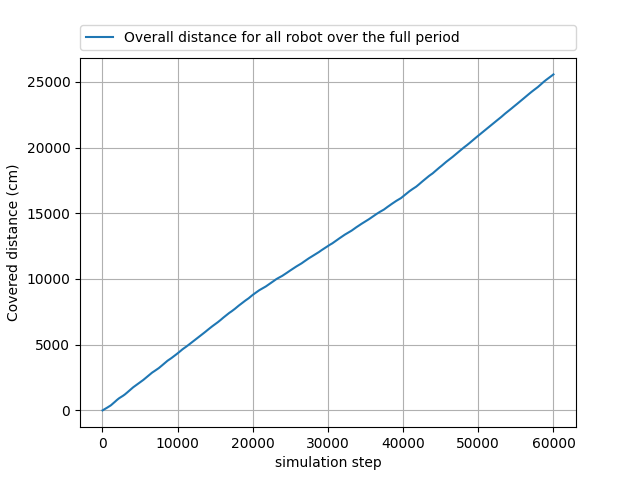 Overall distance for all robot over the full period
25000
20000
15000
10000
5000
0
Covered distance (cm)
0 10000 20000 30000 40000 50000 60000
simulation step